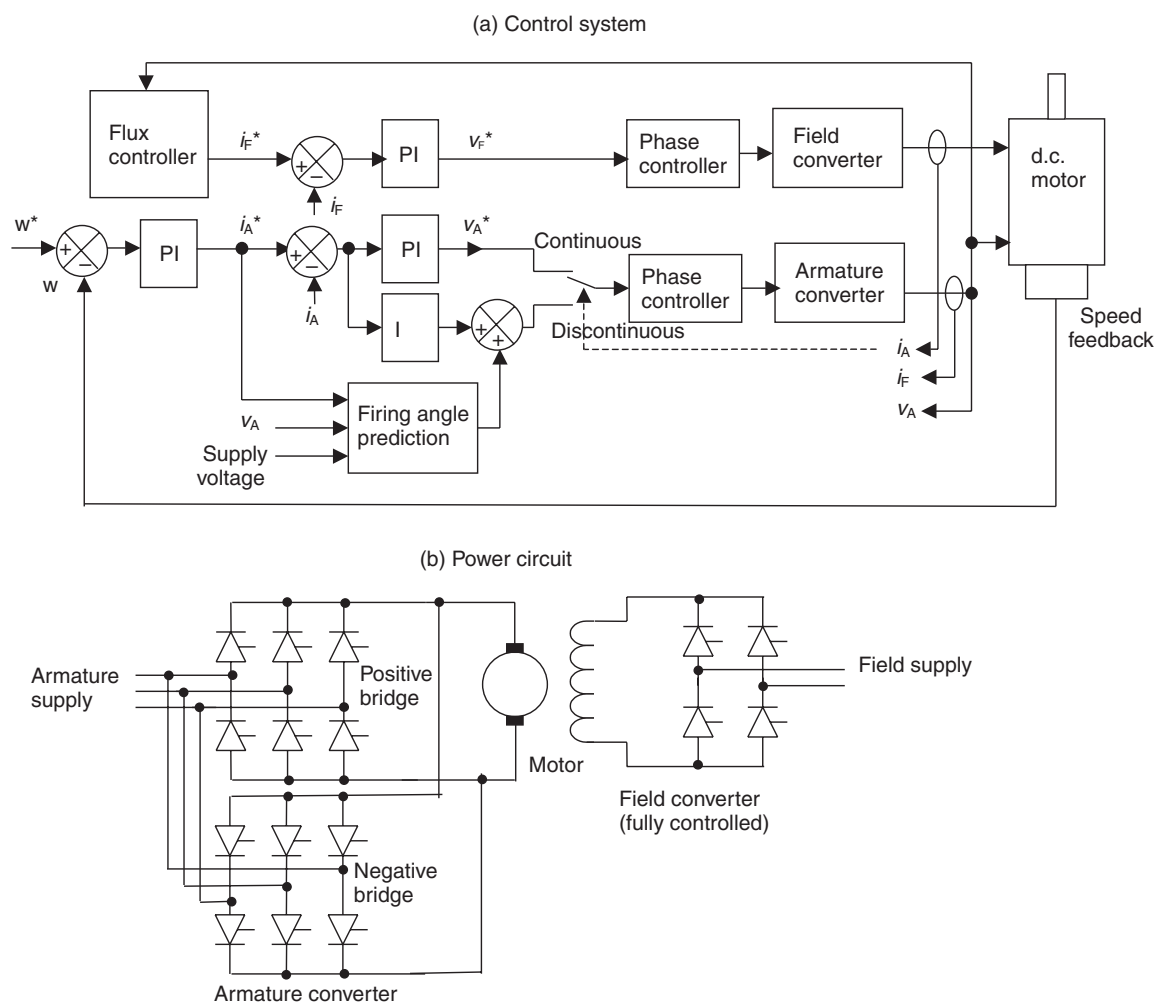 (a) Control system
Flux
controller
iF*
+
−
iF
PI
vF*
Phase
controller
Field
converter
d.c.
motor
w*
+
−
w
PI
iA*
+
−
iA
PI
vA*
Continuous
Discontinuous
I
+
+
Phase
controller
Armature
converter
Speed
feedback
iA
iF
vA
vA
Supply
voltage
Firing angle
prediction
(b) Power circuit
Armature
supply
Positive
bridge
Motor
Field supply
Field converter
(fully controlled)
Negative
bridge
Armature converter